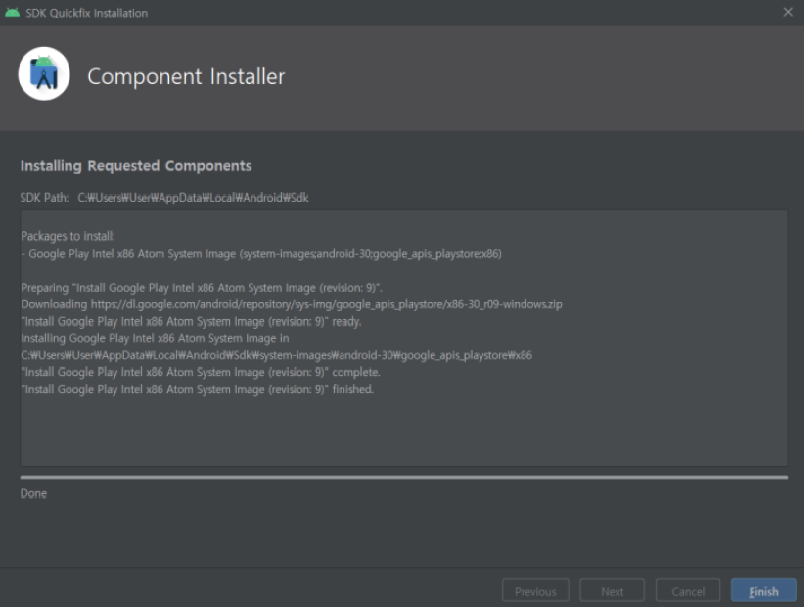 SDK Quickfix Installation
Component Installer
Installing Requested Components
SDK Path: C:₩Users₩User₩AppData₩Local₩Android₩Sdk
Packages to install:
- Google Play Intel x86 Atom System Image (system-images;android-30;google_apis_playstore;x86)
Preparing "Install Google Play Intel x86 Atom System Image (revision: 9)".
Downloading https://dl.google.com/android/repository/sys-img/google_apis_playstore/x86-30_r09-windows.zip
"Install Google Play Intel x86 Atom System Image (revision: 9)" ready.
Installing Google Play Intel x86 Atom System Image in
C:₩Users₩User₩AppData₩Local₩Android₩Sdk₩system-images₩android-30₩google_apis_playstore₩x86
"Install Google Play Intel x86 Atom System Image (revision: 9)" complete.
"Install Google Play Intel x86 Atom System Image (revision: 9)" finished.
Done
Previous
Next
Cancel
Finish